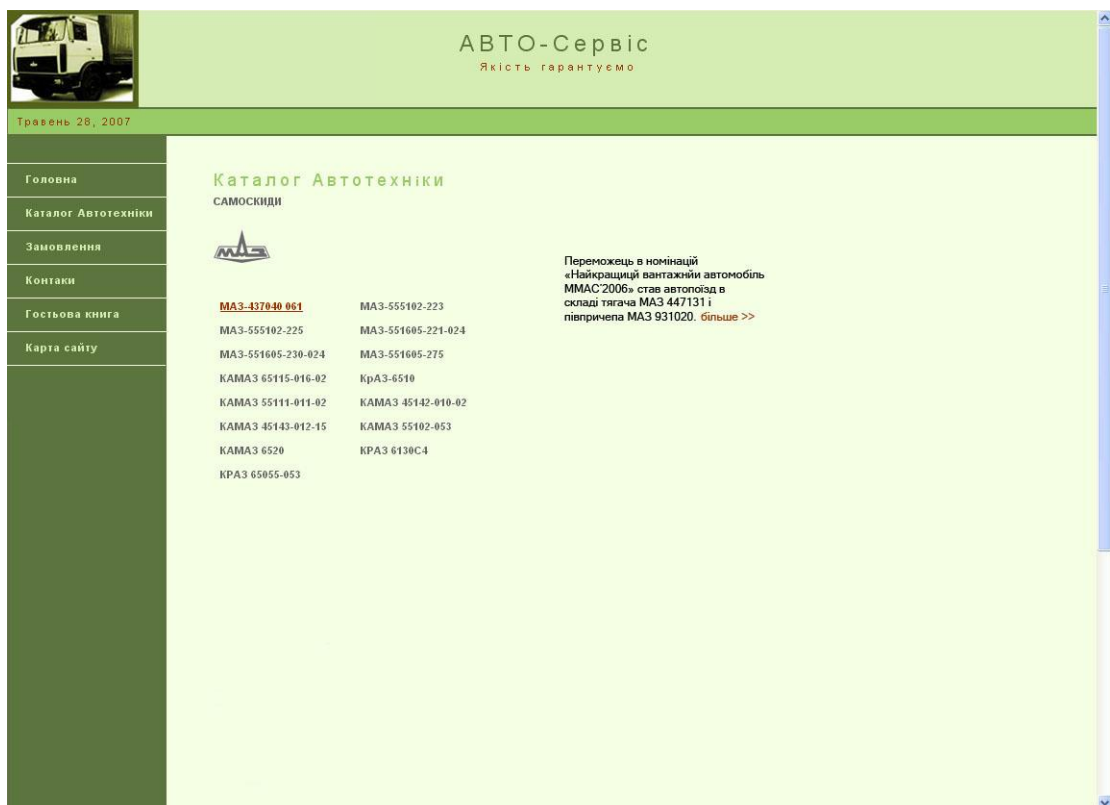 АВТО-Сервіс
Якість гарантуємо
Травень 28, 2007
Головна
Каталог Автотехніки
Замовлення
Контаки
Гостьова книга
Карта сайту
Каталог Автотехніки
САМОСКИДИ
МАЗ
МАЗ-437040 061 МАЗ-555102-223
МАЗ-555102-225 МАЗ-551605-221-024
МАЗ-551605-230-024 МАЗ-551605-275
КАМАЗ 65115-016-02 КрАЗ-6510
КАМАЗ 55111-011-02 КАМАЗ 45142-010-02
КАМАЗ 45143-012-15 КАМАЗ 55102-053
КАМАЗ 6520 КРАЗ 6130С4
КРАЗ 65055-053
Переможець в номінацій
«Найкращицй вантажнйи автомобіль
ММАС'2006» став автопоїзд в
складі тягача МАЗ 447131 і
півпричепа МАЗ 931020. більше >>